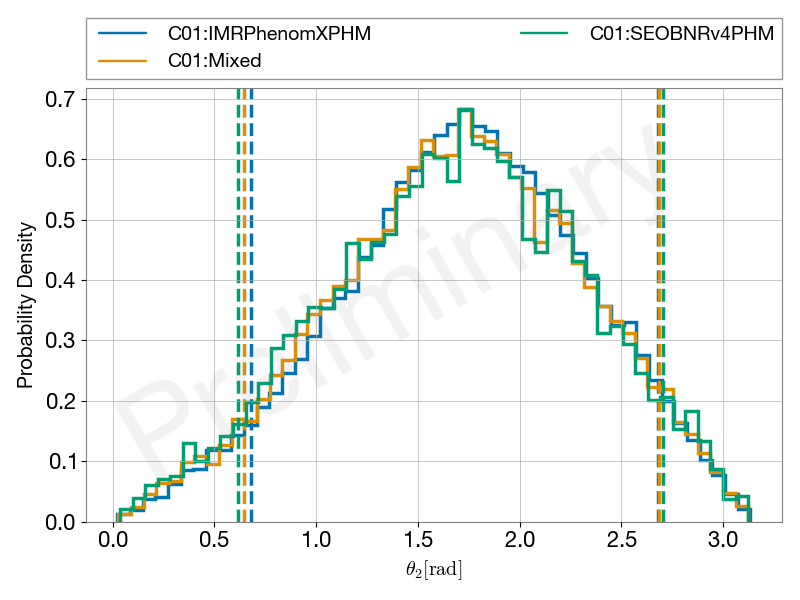 C01:IMRPhenomXPHM
C01:Mixed
C01:SEOBNRv4PHM
0.7
0.6
0.5
0.4
0.3
0.2
0.1
0.0
Probability Density
Preliminary
0.0 0.5 1.0 1.5 2.0 2.5 3.0
θ₂[rad]